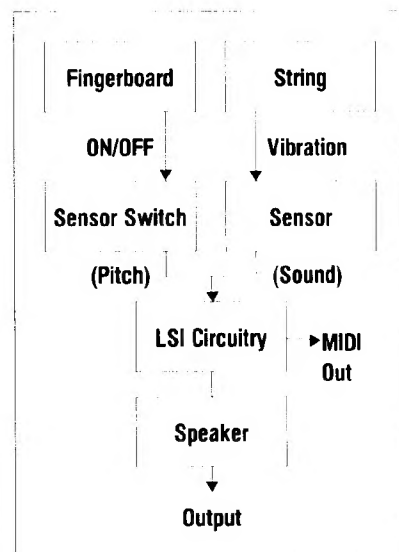 Fingerboard String
ON/OFF Vibration
Sensor Switch Sensor
(Pitch) (Sound)
LSI Circuitry MIDI
Out
Speaker
Output